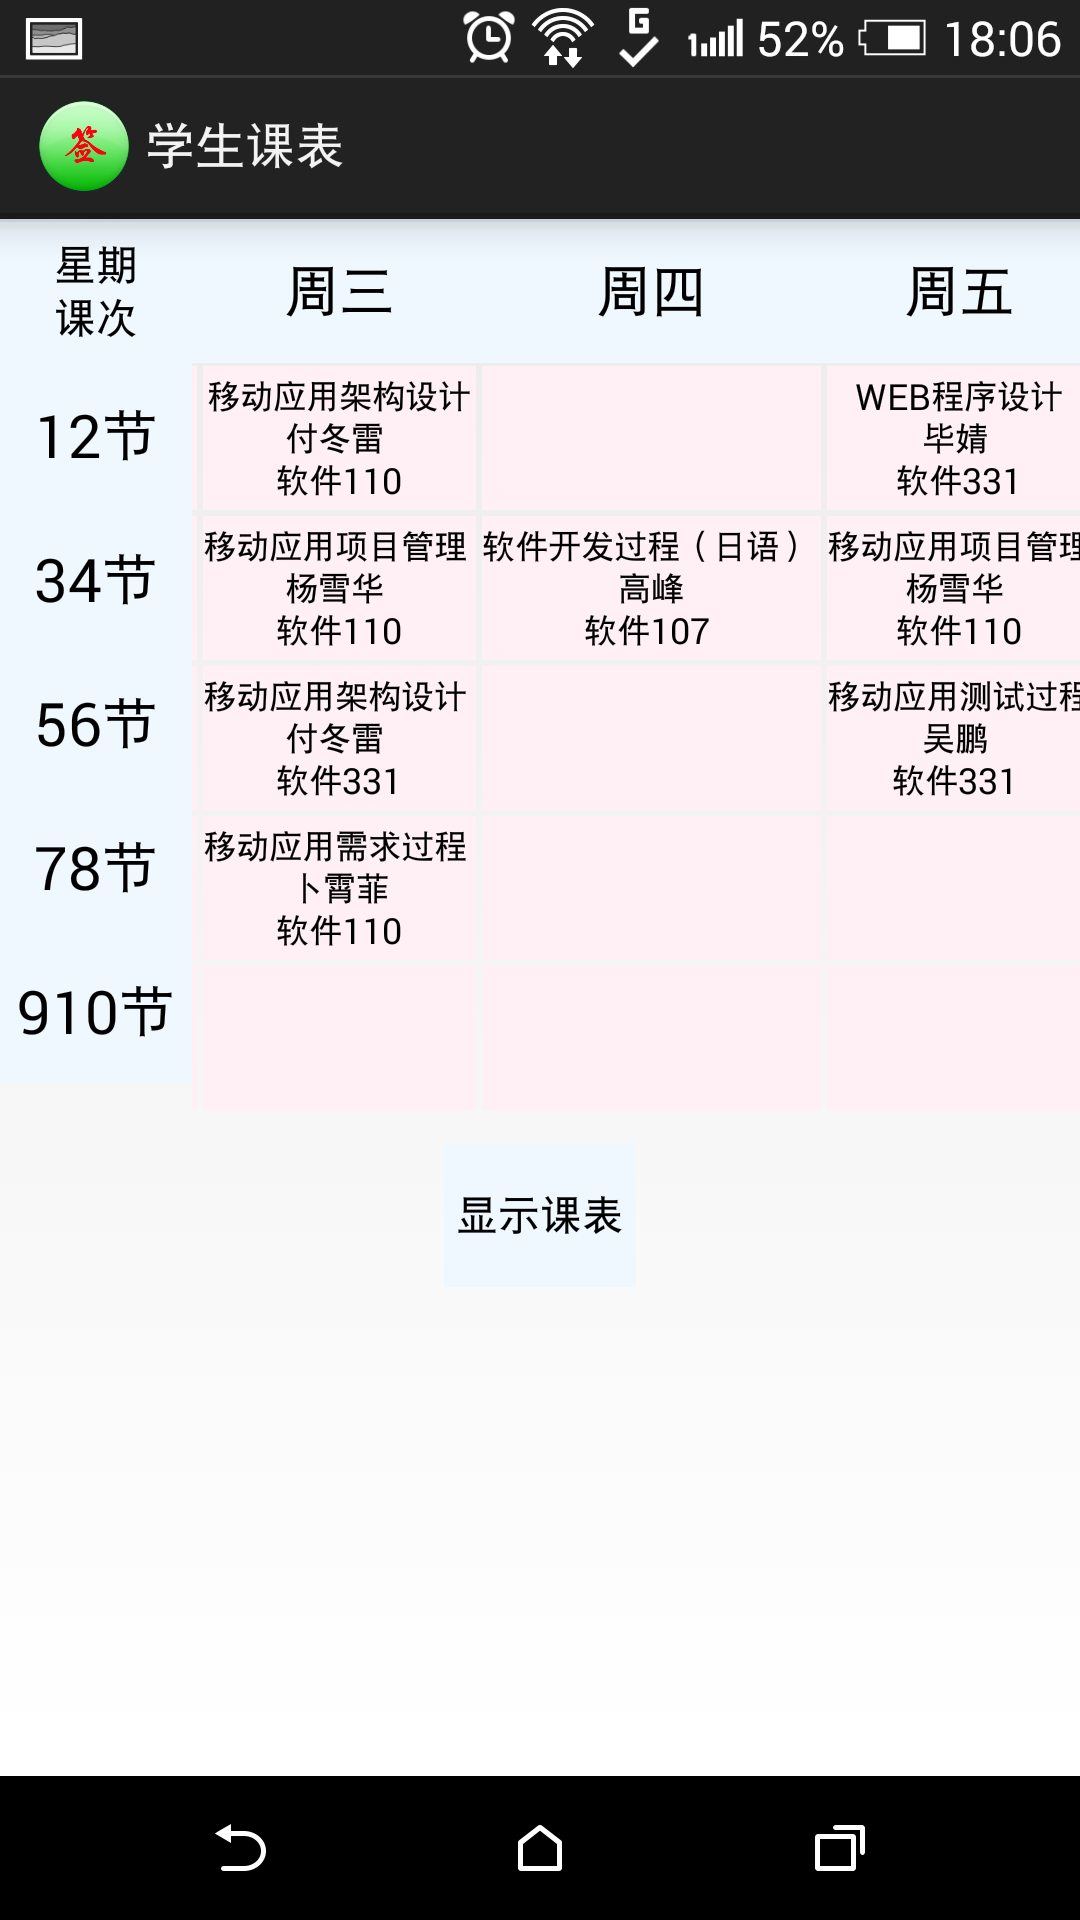 52% 18:06
签 学生课表
星期
课次
周三 周四 周五
12节
移动应用架构设计
付冬雷
软件110
WEB程序设计
毕婧
软件331
34节
移动应用项目管理
杨雪华
软件110
软件开发过程（日语）
高峰
软件107
移动应用项目管理
杨雪华
软件110
56节
移动应用架构设计
付冬雷
软件331
移动应用测试过程
吴鹏
软件331
78节
移动应用需求过程
卜霄菲
软件110
910节
显示课表